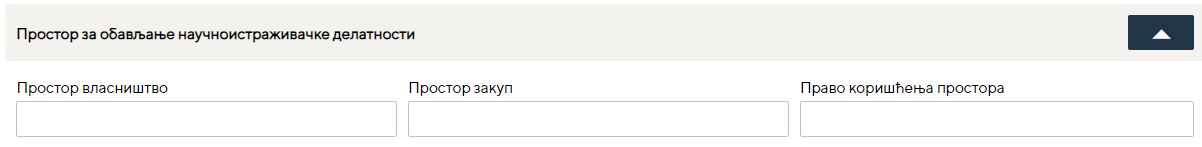 Простор за обављање научноистраживачке делатности
Простор власништво
Простор закуп
Право коришћења простора